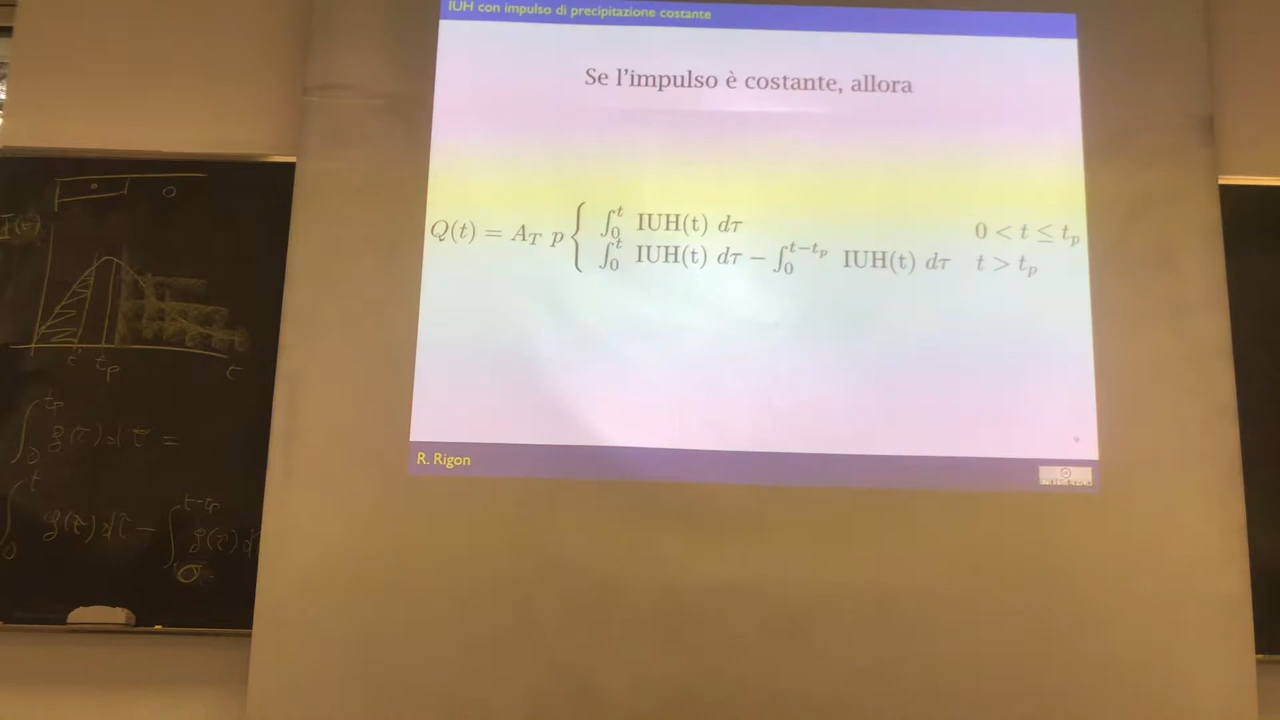 IUH con impulso di precipitazione costante
Se l'impulso è costante, allora
Q(t) = A_T p { ∫_0^t IUH(t) dτ 0 < t ≤ t_p
∫_0^t IUH(t) dτ − ∫_0^{t−t_p} IUH(t) dτ t > t_p
R. Rigon
t' t_p t
∫_0^{t_p} g(τ) dτ =
∫_0^t g(τ) dτ − ∫_0^{t−t_p} g(τ) d